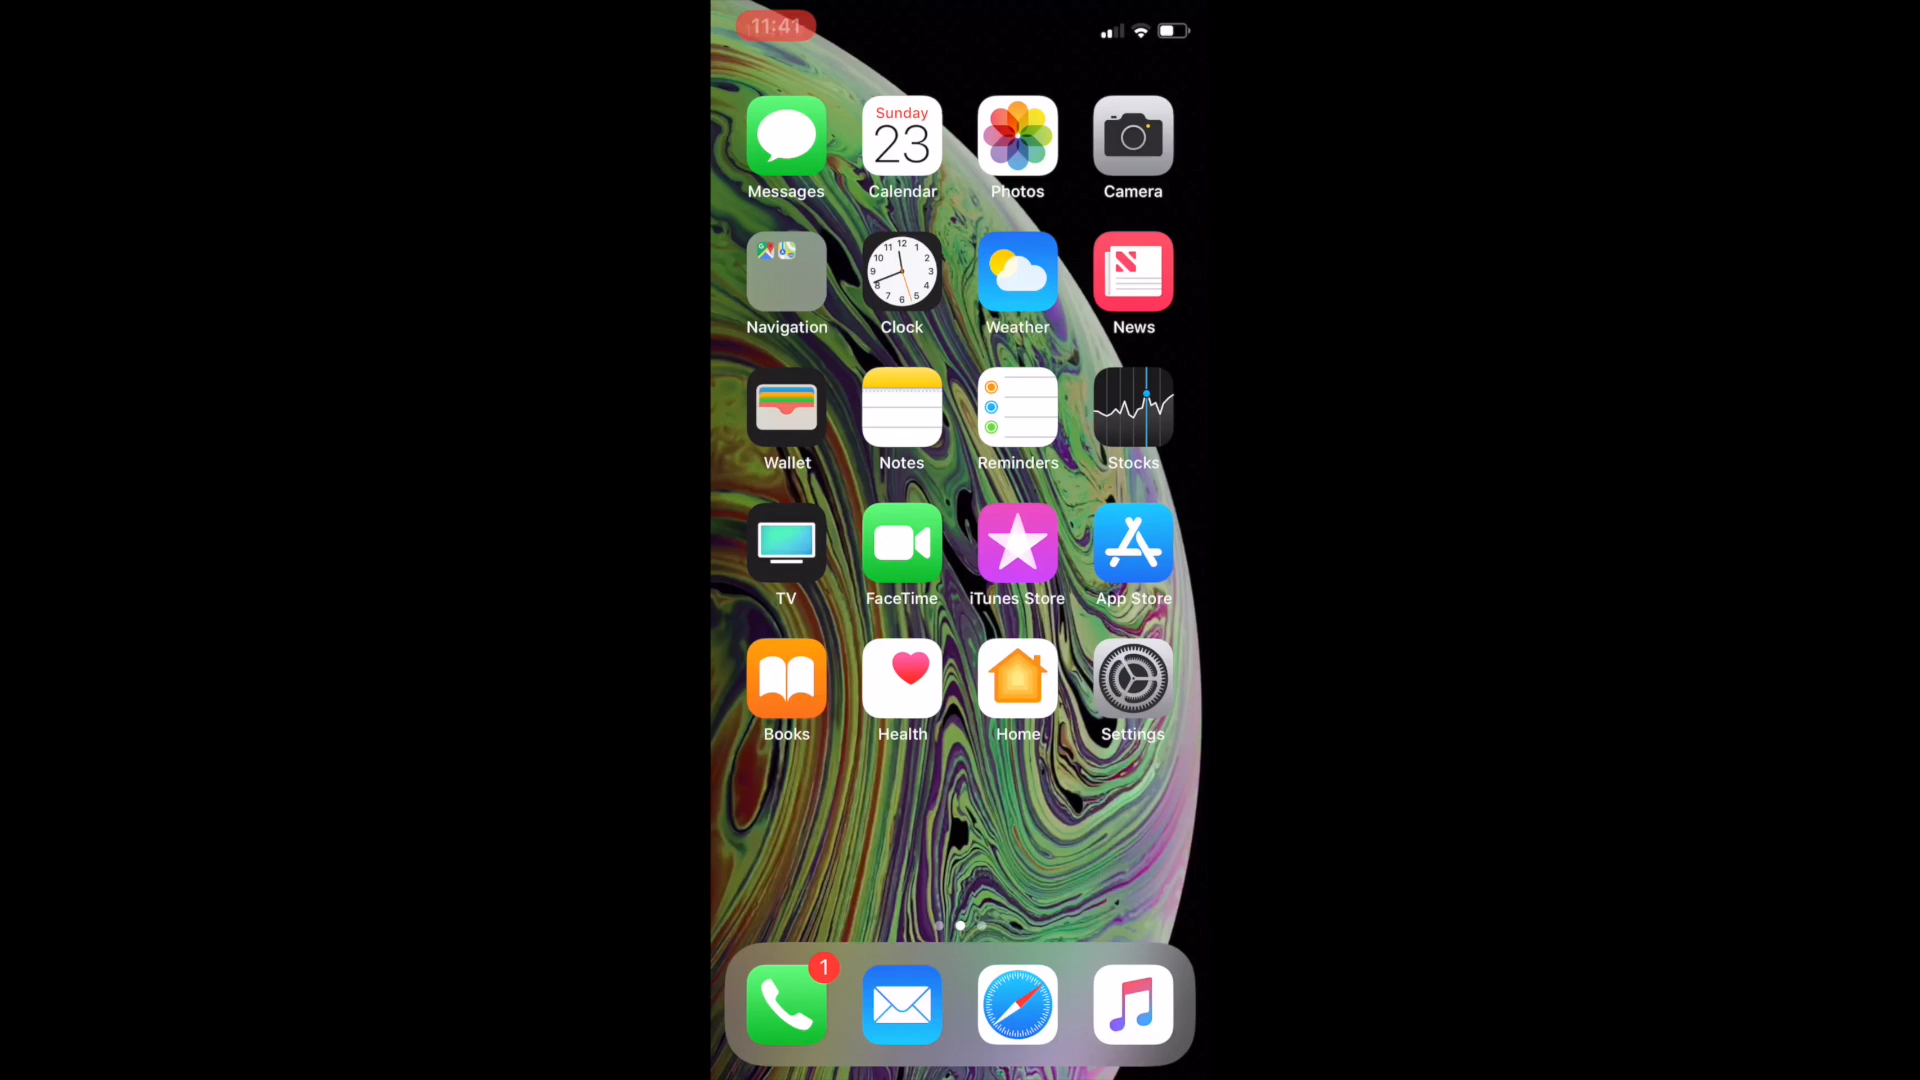 11:41
Sunday
23
Messages Calendar Photos Camera
Navigation Clock Weather News
Wallet Notes Reminders Stocks
TV FaceTime iTunes Store App Store
Books Health Home Settings
1